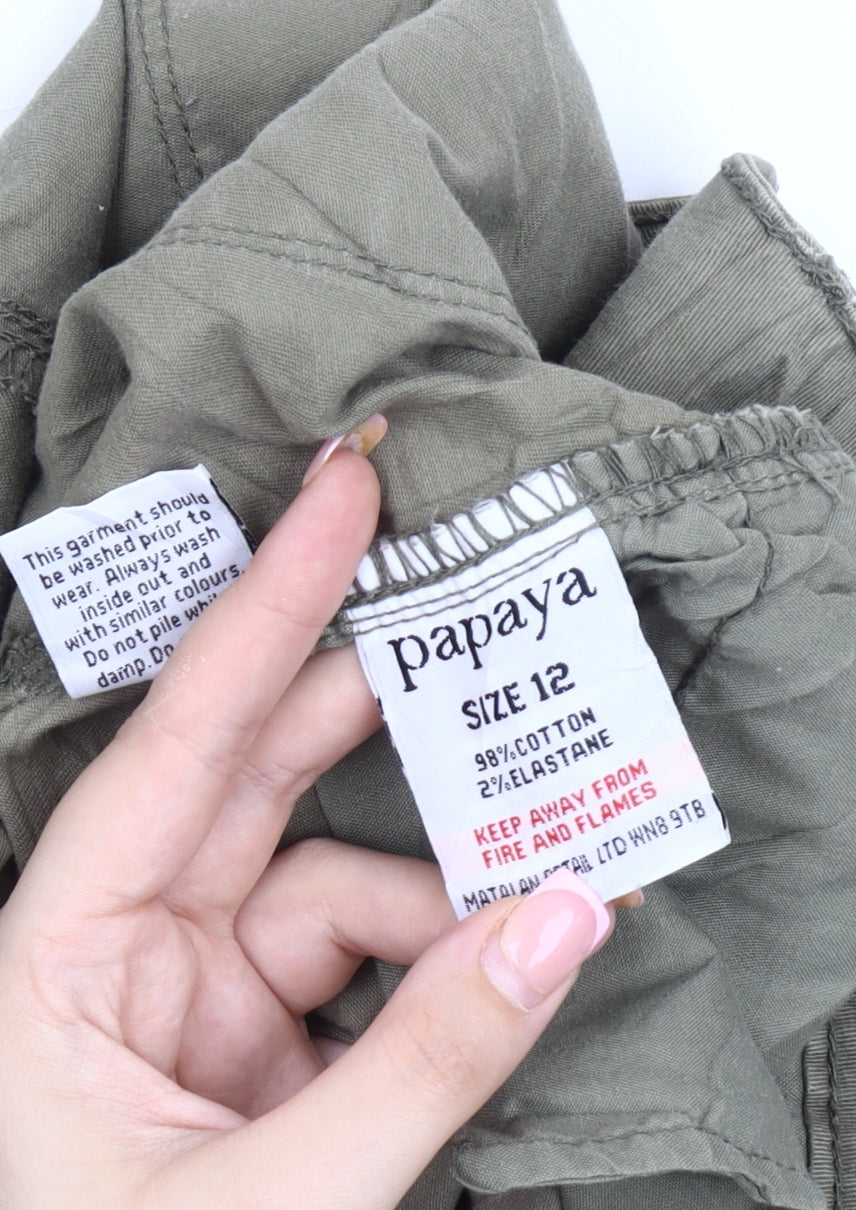 This garment should
be washed prior to
wear. Always wash
inside out and
with similar colours.
Do not pile
damp.
papaya
SIZE 12
98%COTTON
2%ELASTANE
KEEP AWAY FROM
FIRE AND FLAMES
MATALAN RETAIL LTD WN8 9TB